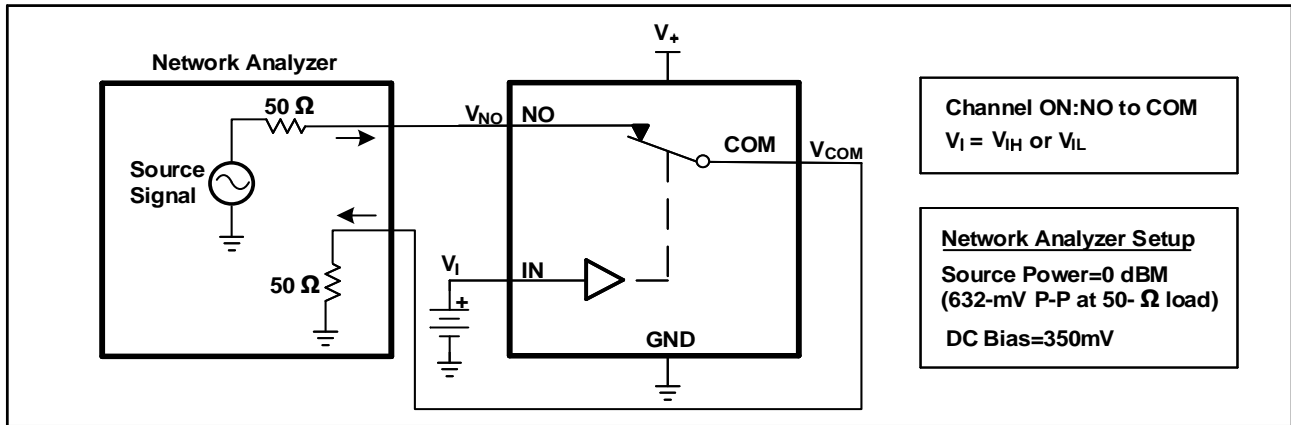 V+
Network Analyzer
50 Ω
VNO
NO
COM
VCOM
Source
Signal
50 Ω
VI
IN
+
GND
Channel ON:NO to COM
VI = VIH or VIL
Network Analyzer Setup
Source Power=0 dBM
(632-mV P-P at 50- Ω load)
DC Bias=350mV